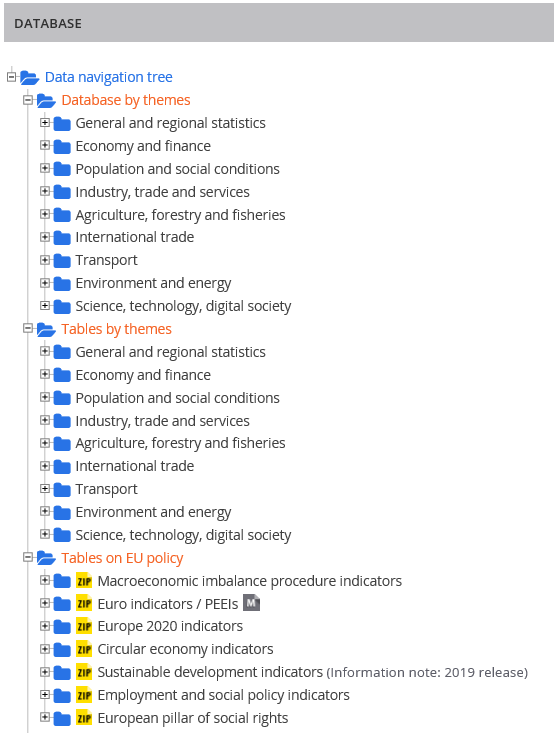 DATABASE
Data navigation tree
Database by themes
General and regional statistics
Economy and finance
Population and social conditions
Industry, trade and services
Agriculture, forestry and fisheries
International trade
Transport
Environment and energy
Science, technology, digital society
Tables by themes
General and regional statistics
Economy and finance
Population and social conditions
Industry, trade and services
Agriculture, forestry and fisheries
International trade
Transport
Environment and energy
Science, technology, digital society
Tables on EU policy
ZIP Macroeconomic imbalance procedure indicators
ZIP Euro indicators / PEEIs M
ZIP Europe 2020 indicators
ZIP Circular economy indicators
ZIP Sustainable development indicators (Information note: 2019 release)
ZIP Employment and social policy indicators
ZIP European pillar of social rights